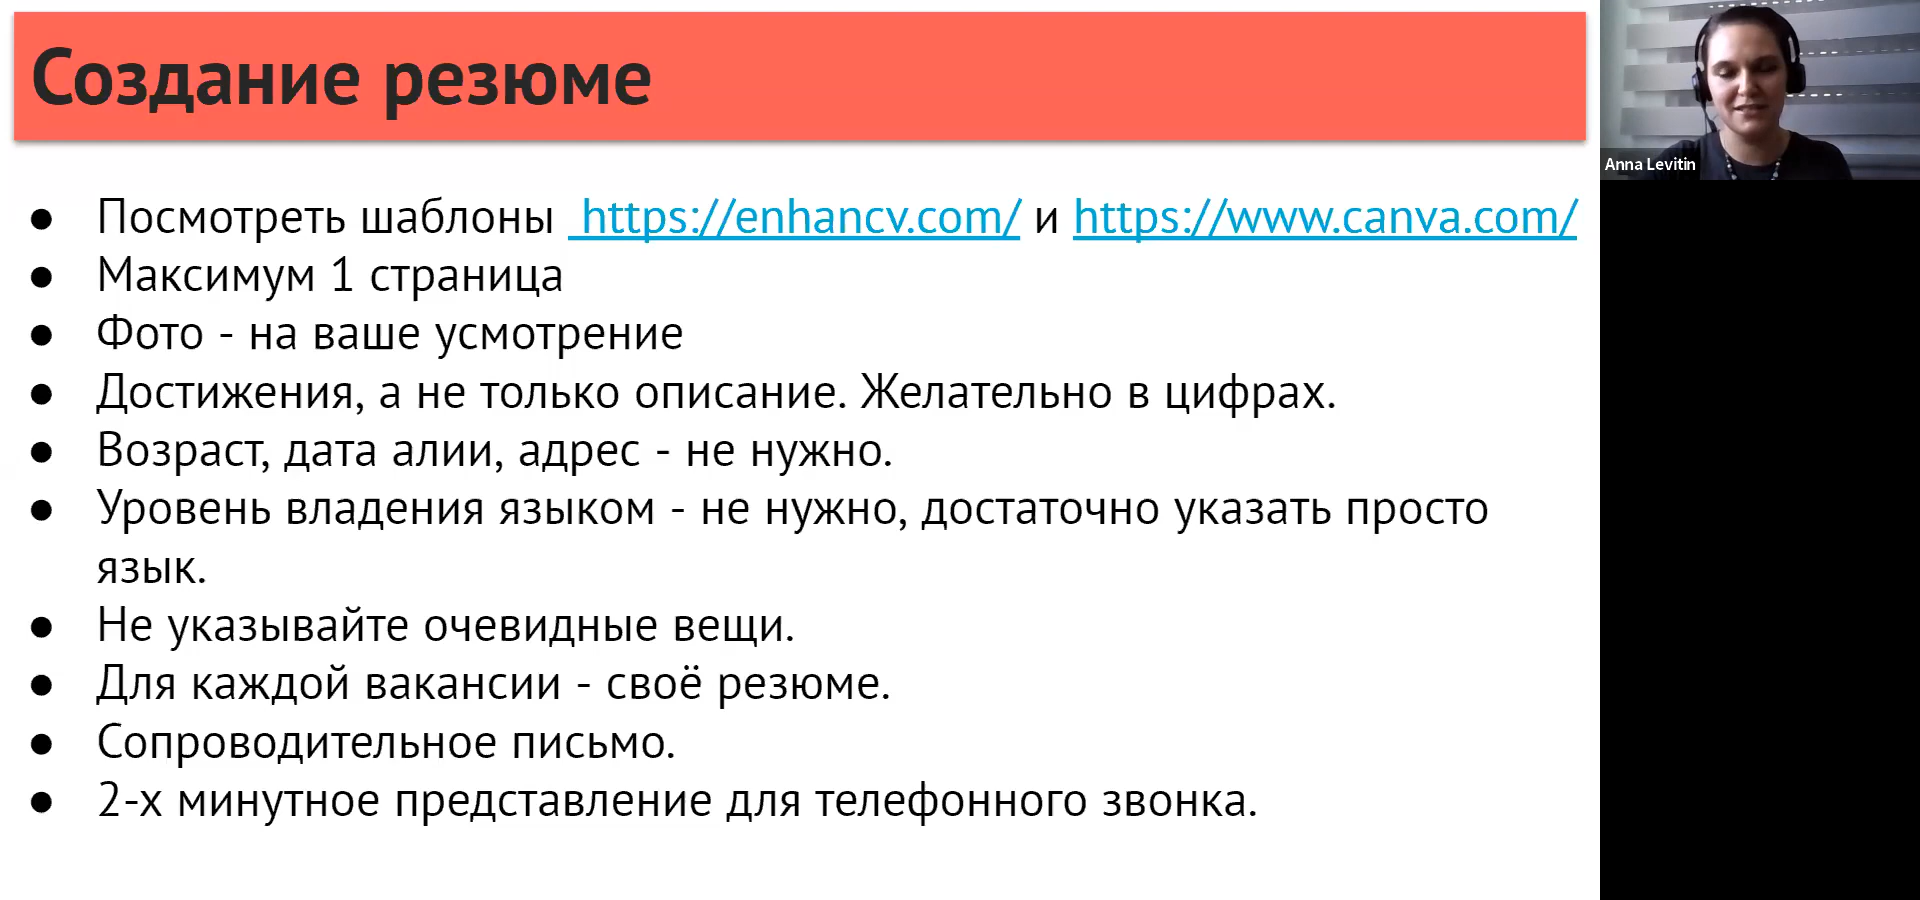 Создание резюме
Anna Levitin
● Посмотреть шаблоны https://enhancv.com/ и https://www.canva.com/
● Максимум 1 страница
● Фото - на ваше усмотрение
● Достижения, а не только описание. Желательно в цифрах.
● Возраст, дата алии, адрес - не нужно.
● Уровень владения языком - не нужно, достаточно указать просто
язык.
● Не указывайте очевидные вещи.
● Для каждой вакансии - своё резюме.
● Сопроводительное письмо.
● 2-х минутное представление для телефонного звонка.